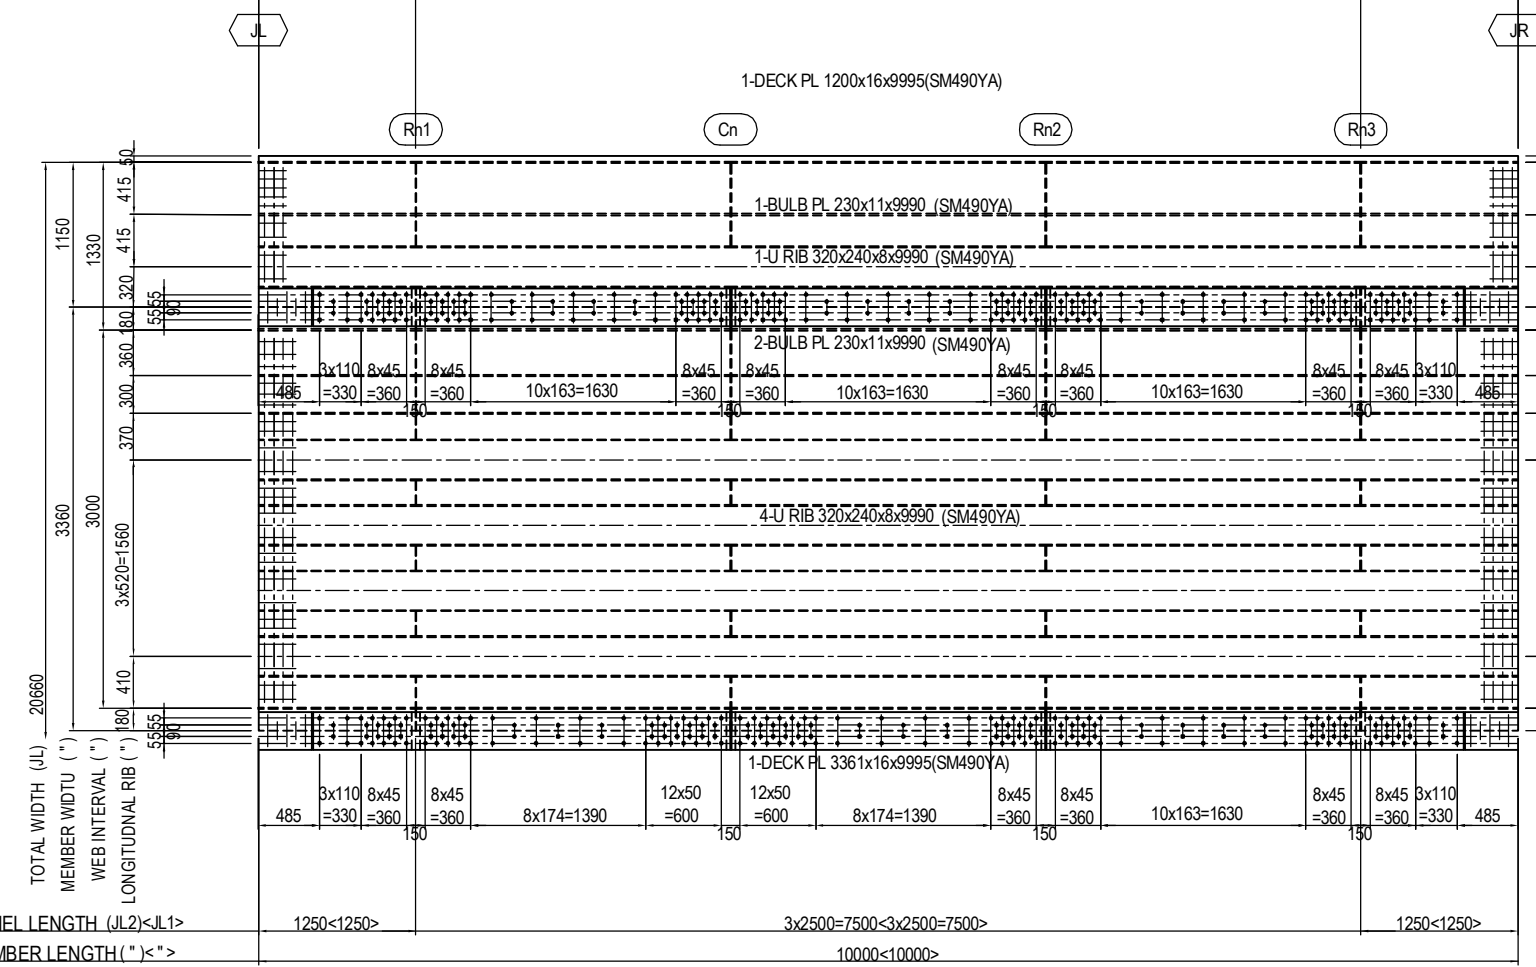 JL
JR
1-DECK PL 1200x16x9995(SM490YA)
Rn1
Cn
Rn2
Rn3
50
415
415
320
180
360
300
370
3x520=1560
410
180
1150
3360
1330
3000
20660
5555
90
5555
90
1-BULB PL 230x11x9990 (SM490YA)
1-U RIB 320x240x8x9990 (SM490YA)
2-BULB PL 230x11x9990 (SM490YA)
3x110 8x45 8x45 8x45 8x45 8x45 8x45 8x45 8x45 3x110
485 =330 =360 =360 10x163=1630 =360 =360 10x163=1630 =360 =360 10x163=1630 =360 =360 =330 485
150 150 150 150
4-U RIB 320x240x8x9990 (SM490YA)
1-DECK PL 3361x16x9995(SM490YA)
3x110 8x45 8x45 12x50 12x50 8x45 8x45 8x45 8x45 3x110
485 =330 =360 =360 8x174=1390 =600 =600 8x174=1390 =360 =360 10x163=1630 =360 =360 =330 485
150 150 150
TOTAL WIDTH (JL)
MEMBER WIDTU (")
WEB INTERVAL (")
LONGITUDNAL RIB (")
EL LENGTH (JL2)<JL1> 1250<1250> 3x2500=7500<3x2500=7500> 1250<1250>
MBER LENGTH(")<"> 10000<10000>